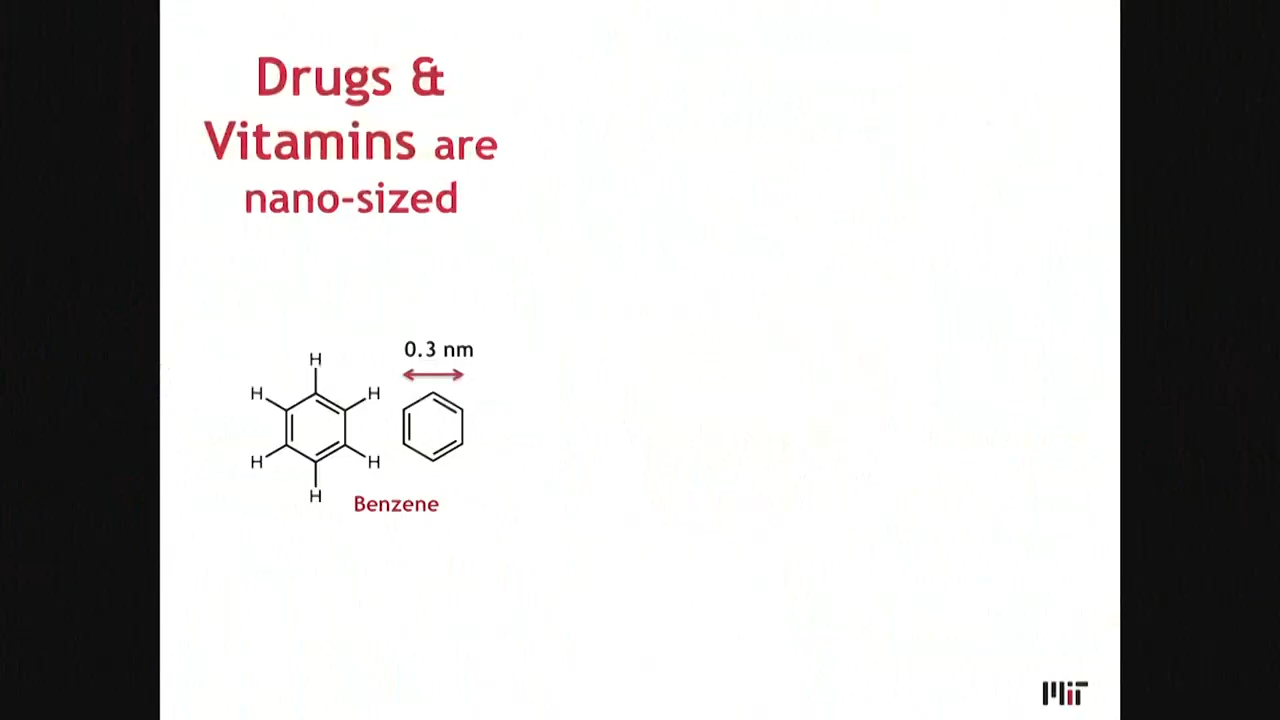 Drugs &
Vitamins are
nano-sized
H
0.3 nm
H
H
H
H
H
Benzene
MIT